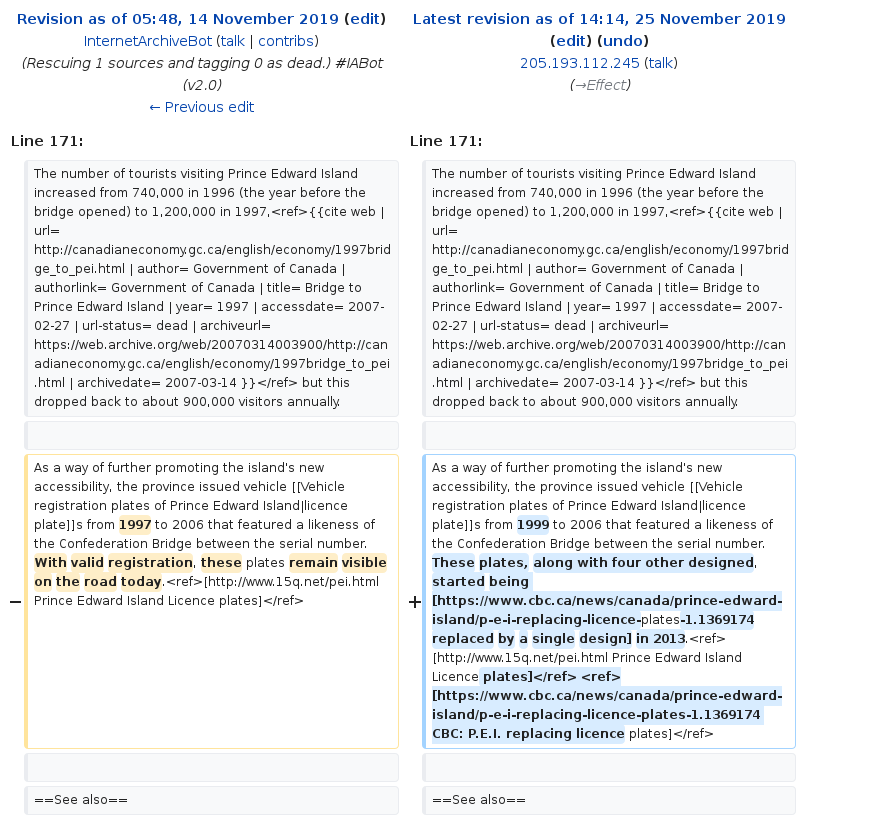 Revision as of 05:48, 14 November 2019 (edit)
InternetArchiveBot (talk | contribs)
(Rescuing 1 sources and tagging 0 as dead.) #IABot
(v2.0)
← Previous edit
Latest revision as of 14:14, 25 November 2019
(edit) (undo)
205.193.112.245 (talk)
(→Effect)
Line 171:
Line 171:
The number of tourists visiting Prince Edward Island
increased from 740,000 in 1996 (the year before the
bridge opened) to 1,200,000 in 1997,<ref>{{cite web |
url=
http://canadianeconomy.gc.ca/english/economy/1997brid
ge_to_pei.html | author= Government of Canada |
authorlink= Government of Canada | title= Bridge to
Prince Edward Island | year= 1997 | accessdate= 2007-
02-27 | url-status= dead | archiveurl=
https://web.archive.org/web/20070314003900/http://can
adianeconomy.gc.ca/english/economy/1997bridge_to_pei
.html | archivedate= 2007-03-14 }}</ref> but this
dropped back to about 900,000 visitors annually.
The number of tourists visiting Prince Edward Island
increased from 740,000 in 1996 (the year before the
bridge opened) to 1,200,000 in 1997,<ref>{{cite web |
url=
http://canadianeconomy.gc.ca/english/economy/1997brid
ge_to_pei.html | author= Government of Canada |
authorlink= Government of Canada | title= Bridge to
Prince Edward Island | year= 1997 | accessdate= 2007-
02-27 | url-status= dead | archiveurl=
https://web.archive.org/web/20070314003900/http://can
adianeconomy.gc.ca/english/economy/1997bridge_to_pei
.html | archivedate= 2007-03-14 }}</ref> but this
dropped back to about 900,000 visitors annually.
−
As a way of further promoting the island's new
accessibility, the province issued vehicle [[Vehicle
registration plates of Prince Edward Island|licence
plate]]s from 1997 to 2006 that featured a likeness of
the Confederation Bridge between the serial number.
With valid registration, these plates remain visible
on the road today.<ref>[http://www.15q.net/pei.html
Prince Edward Island Licence plates]</ref>
+
As a way of further promoting the island's new
accessibility, the province issued vehicle [[Vehicle
registration plates of Prince Edward Island|licence
plate]]s from 1999 to 2006 that featured a likeness of
the Confederation Bridge between the serial number.
These plates, along with four other designed,
started being
[https://www.cbc.ca/news/canada/prince-edward-
island/p-e-i-replacing-licence-plates-1.1369174
replaced by a single design] in 2013.<ref>
[http://www.15q.net/pei.html Prince Edward Island
Licence plates]</ref> <ref>
[https://www.cbc.ca/news/canada/prince-edward-
island/p-e-i-replacing-licence-plates-1.1369174
CBC: P.E.I. replacing licence plates]</ref>
==See also==
==See also==